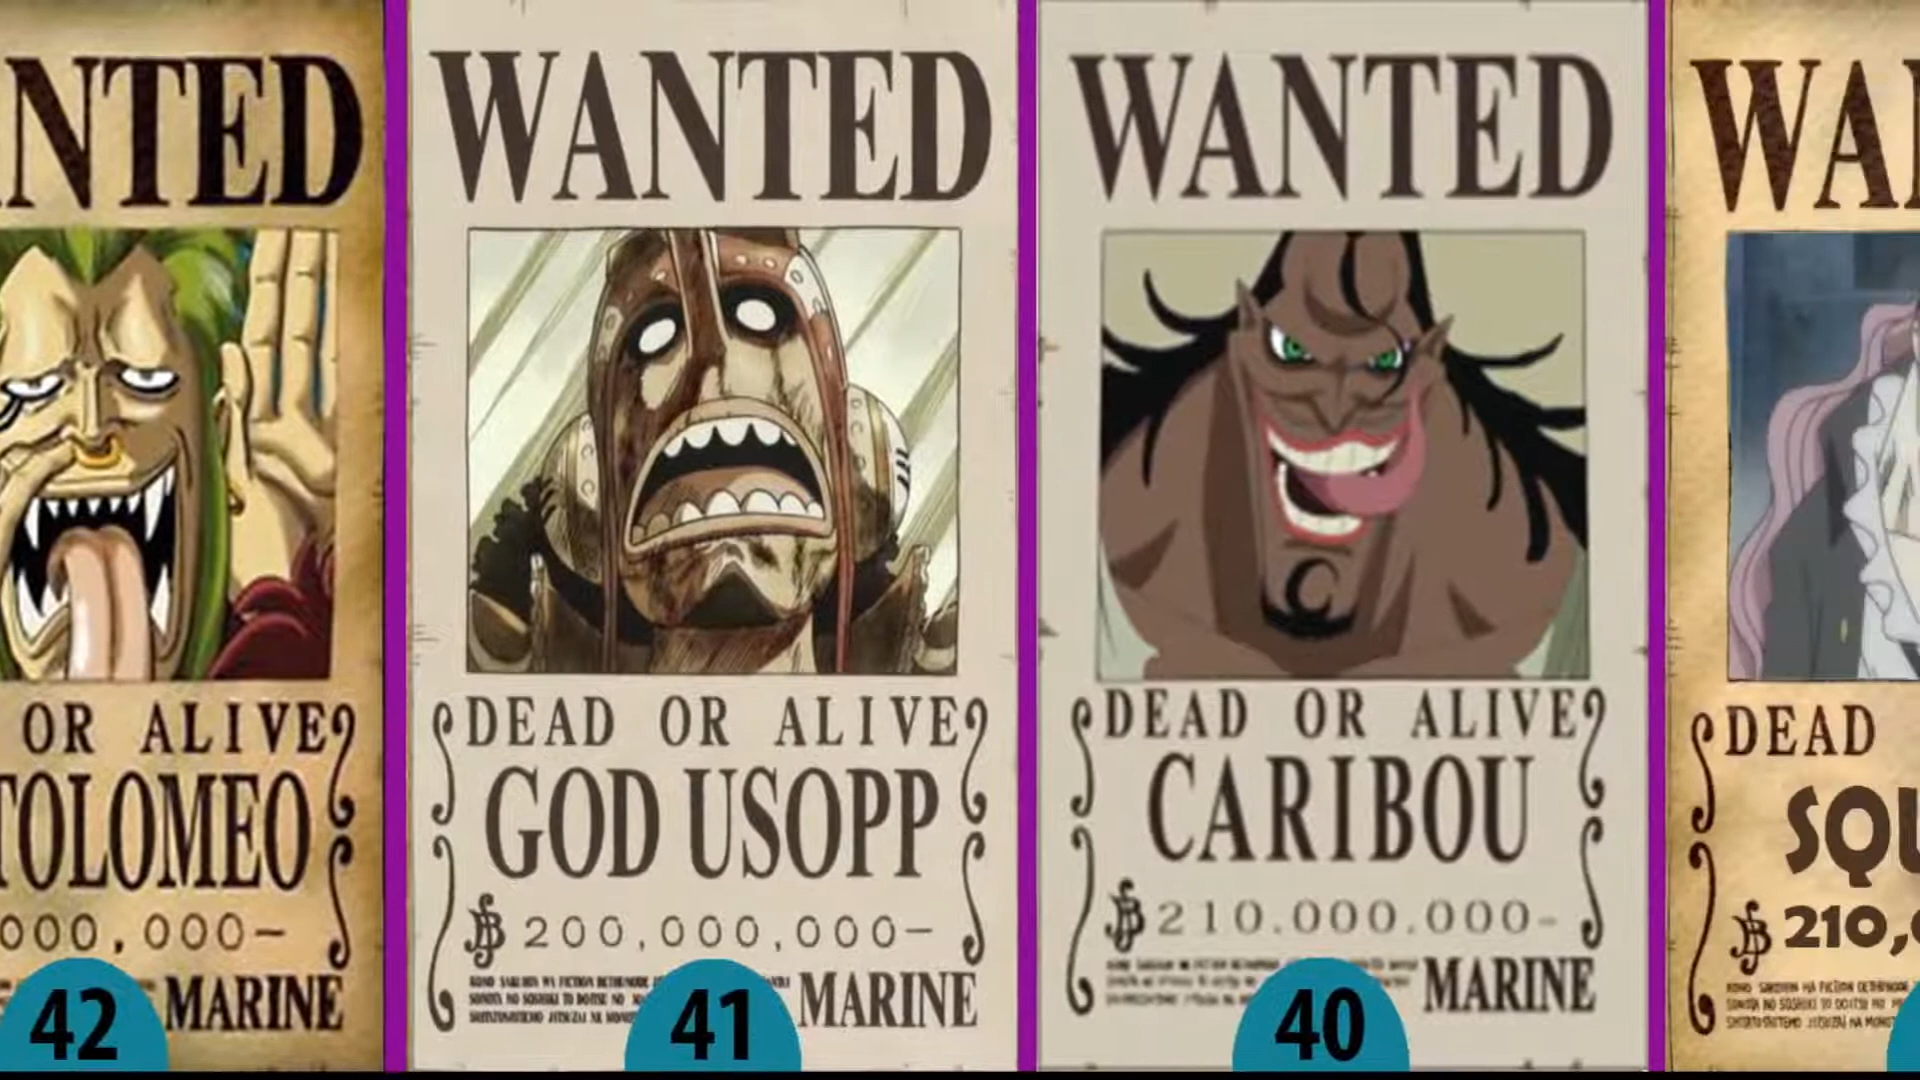 NTED
OR ALIVE
TOLOMEO
000,000-
MARINE
42
WANTED
DEAD OR ALIVE
GOD USOPP
200,000,000-
MARINE
41
WANTED
DEAD OR ALIVE
CARIBOU
210.000.000-
MARINE
40
WA
DEAD
SQU
210,